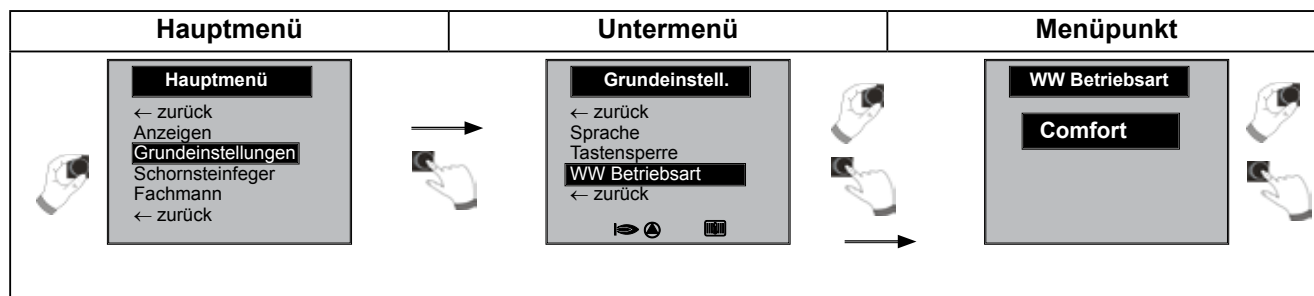 Hauptmenü
Untermenü
Menüpunkt
Hauptmenü
← zurück
Anzeigen
Grundeinstellungen
Schornsteinfeger
Fachmann
← zurück
Grundeinstell.
← zurück
Sprache
Tastensperre
WW Betriebsart
← zurück
WW Betriebsart
Comfort